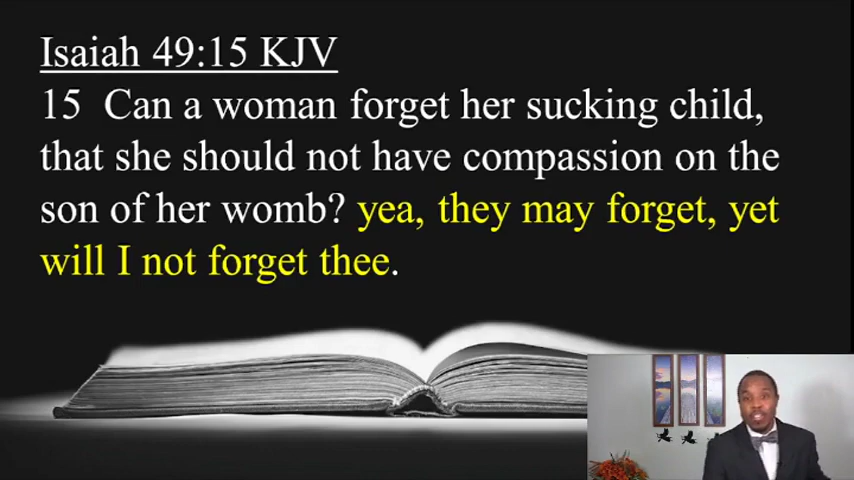 Isaiah 49:15 KJV
15 Can a woman forget her sucking child,
that she should not have compassion on the
son of her womb? yea, they may forget, yet
will I not forget thee.